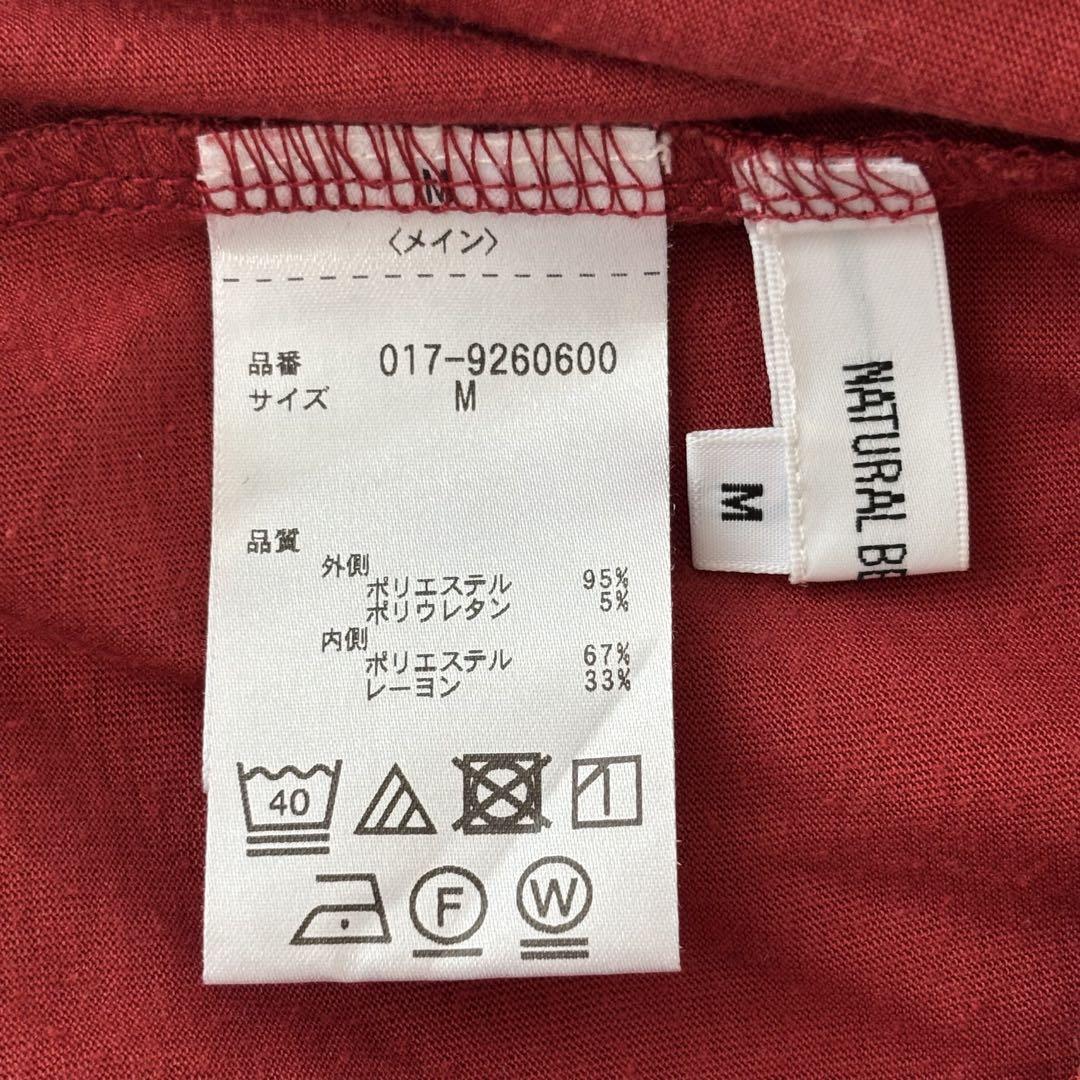 M
〈メイン〉
品番 017-9260600
サイズ M
品質
外側
ポリエステル 95%
ポリウレタン 5%
内側
ポリエステル 67%
レーヨン 33%
40
F
W
NATURAL BE
M